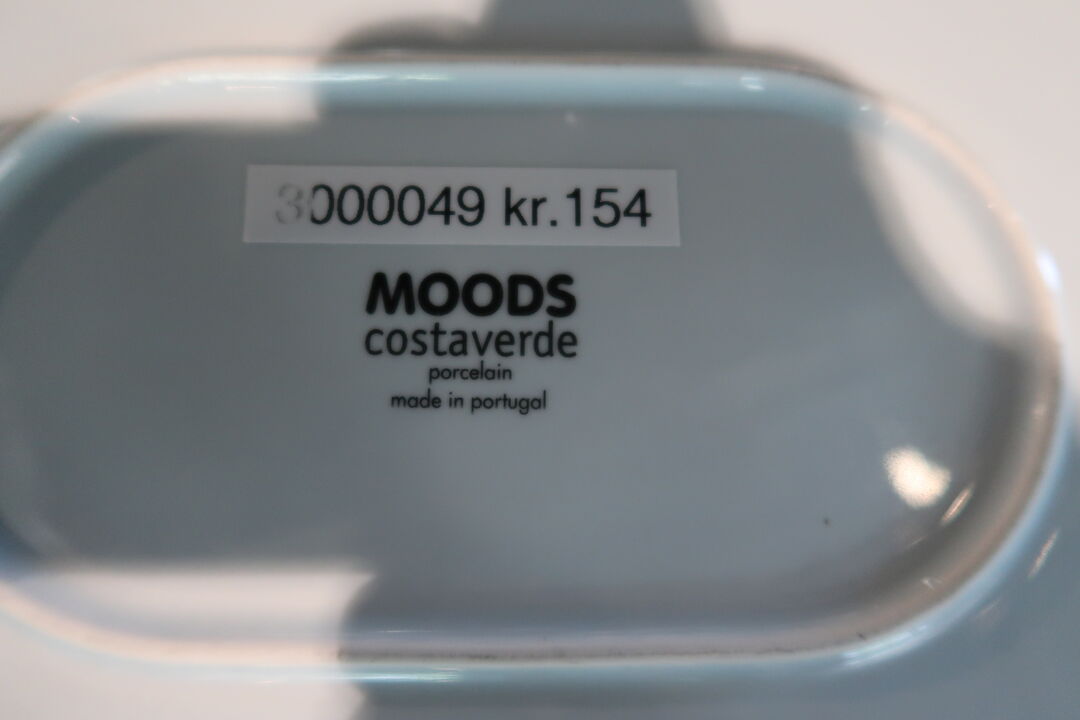 3000049 kr.154
MOODS
costaverde
porcelain
made in portugal